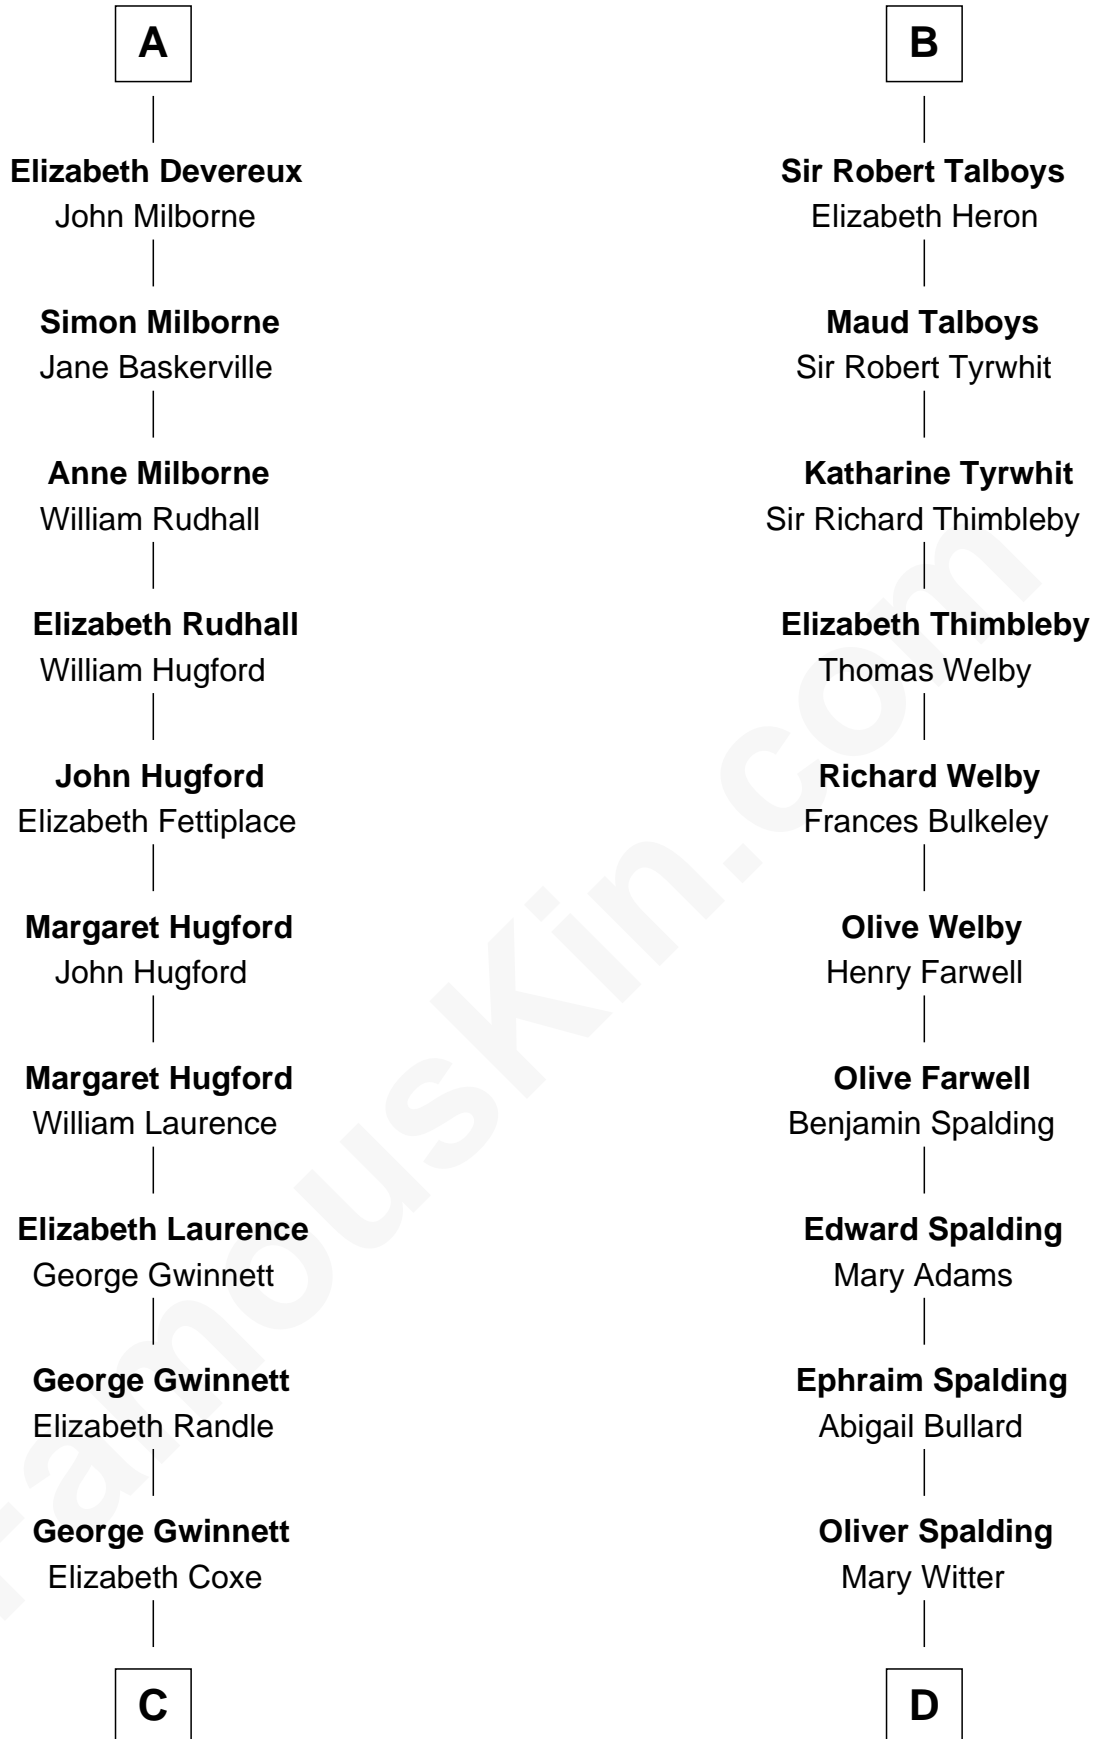 A
Elizabeth Devereux
John Milborne
Simon Milborne
Jane Baskerville
Anne Milborne
William Rudhall
Elizabeth Rudhall
William Hugford
John Hugford
Elizabeth Fettiplace
Margaret Hugford
John Hugford
Margaret Hugford
William Laurence
Elizabeth Laurence
George Gwinnett
George Gwinnett
Elizabeth Randle
George Gwinnett
Elizabeth Coxe
C
B
Sir Robert Talboys
Elizabeth Heron
Maud Talboys
Sir Robert Tyrwhit
Katharine Tyrwhit
Sir Richard Thimbleby
Elizabeth Thimbleby
Thomas Welby
Richard Welby
Frances Bulkeley
Olive Welby
Henry Farwell
Olive Farwell
Benjamin Spalding
Edward Spalding
Mary Adams
Ephraim Spalding
Abigail Bullard
Oliver Spalding
Mary Witter
D
FamousKin.com